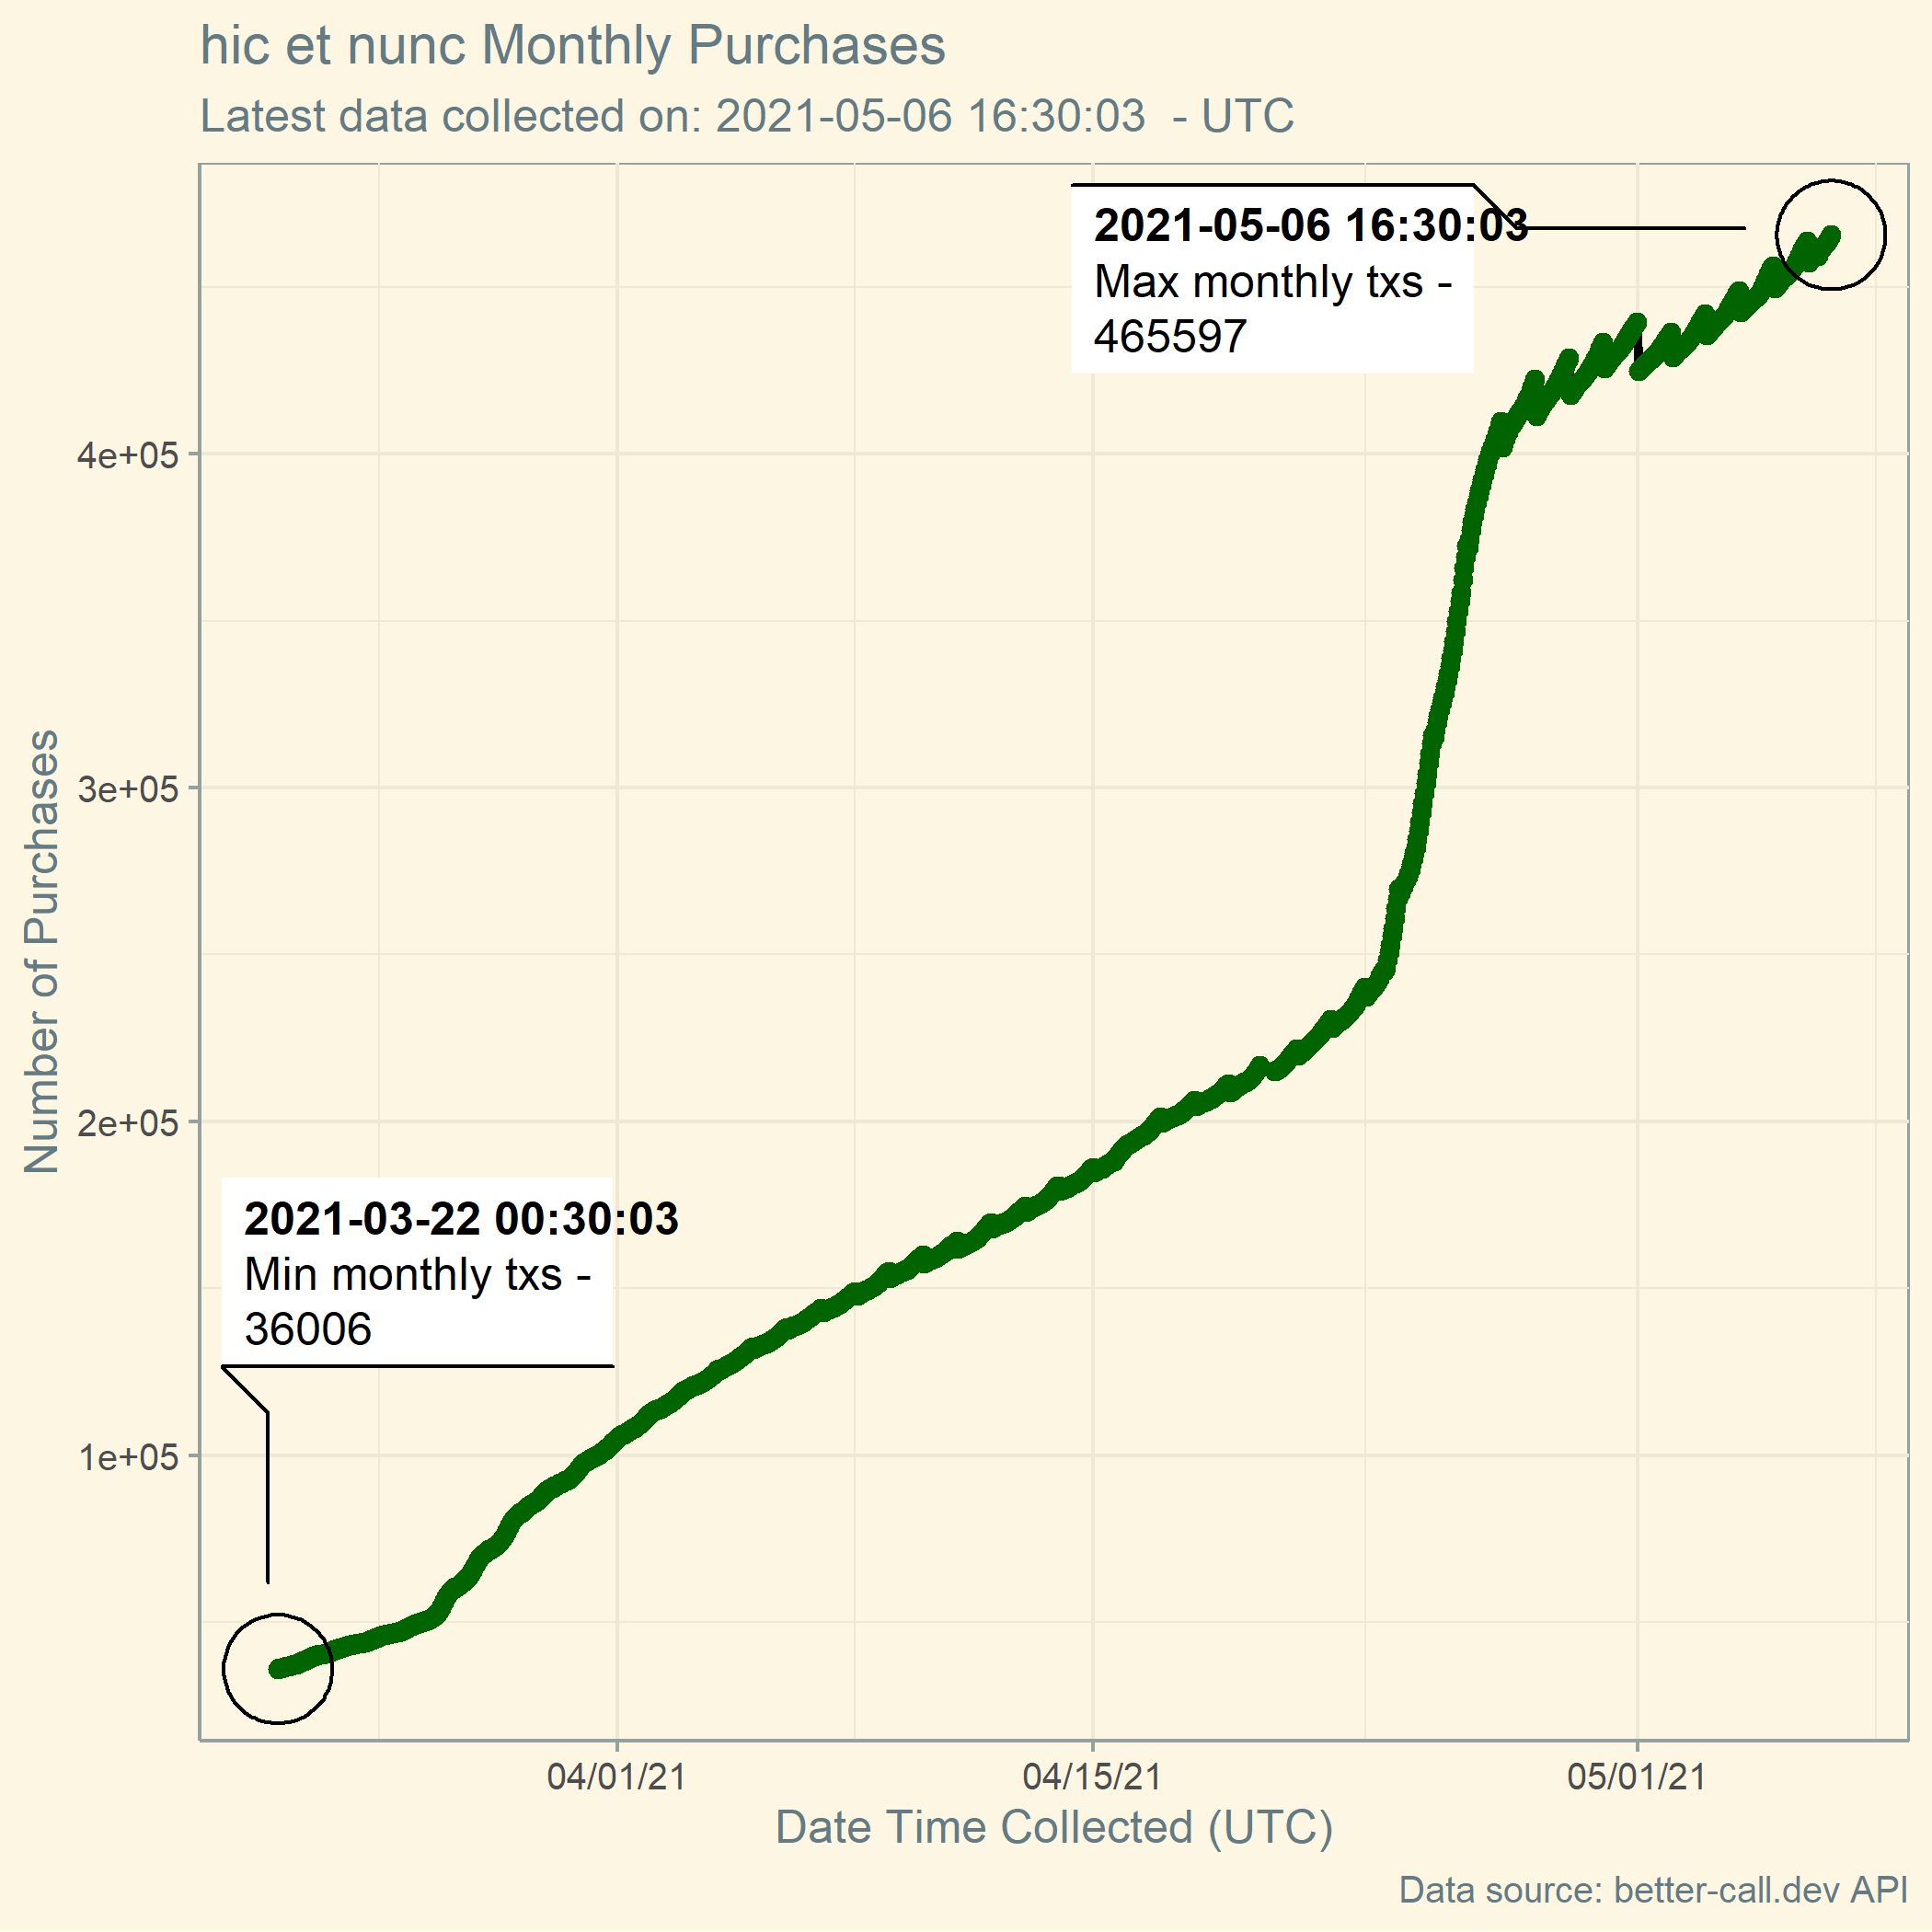 hic et nunc Monthly Purchases
Latest data collected on: 2021-05-06 16:30:03  - UTC
2021-05-06 16:30:03
Max monthly txs -
465597
4e+05
3e+05
2e+05
1e+05
Number of Purchases
2021-03-22 00:30:03
Min monthly txs -
36006
04/01/21
04/15/21
05/01/21
Date Time Collected (UTC)
Data source: better-call.dev API